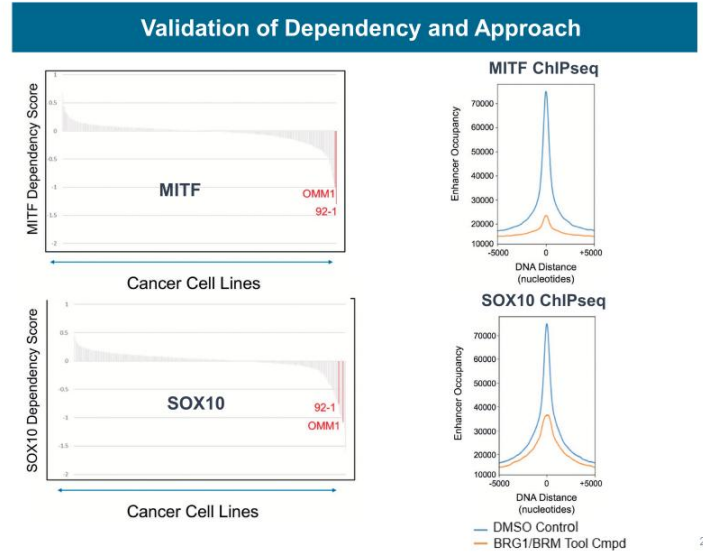 Validation of Dependency and Approach
MITF Dependency Score
1
0.5
0
-0.5
-1
-1.5
-2
MITF
OMM1
92-1
Cancer Cell Lines
MITF ChIPseq
Enhancer Occupancy
70000
60000
50000
40000
30000
20000
10000
-5000
0
+5000
DNA Distance
(nucleotides)
SOX10 Dependency Score
1
0.5
0
-0.5
-1
-1.5
-2
SOX10
92-1
OMM1
Cancer Cell Lines
SOX10 ChIPseq
Enhancer Occupancy
70000
60000
50000
40000
30000
20000
10000
-5000
0
+5000
DNA Distance
(nucleotides)
DMSO Control
BRG1/BRM Tool Cmpd